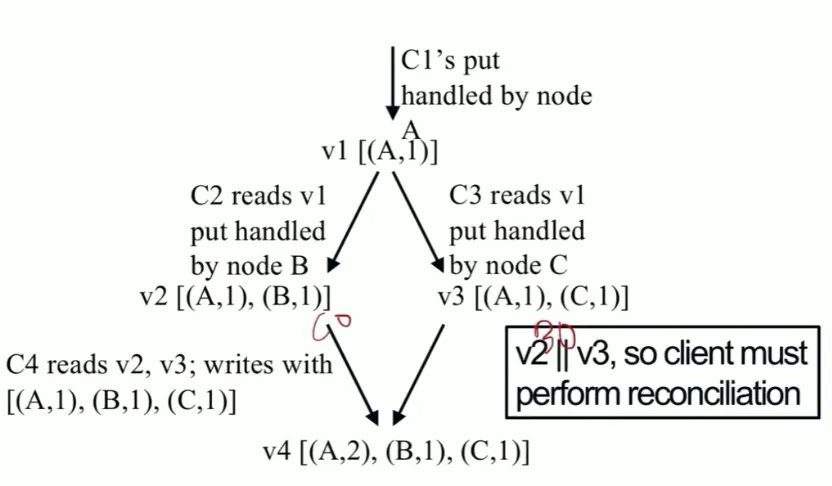 C1's put
handled by node
A
v1 [(A,1)]
C2 reads v1
put handled
by node B
v2 [(A,1), (B,1)]
C3 reads v1
put handled
by node C
v3 [(A,1), (C,1)]
60
30
v2 || v3, so client must
perform reconciliation
C4 reads v2, v3; writes with
[(A,1), (B,1), (C,1)]
v4 [(A,2), (B,1), (C,1)]